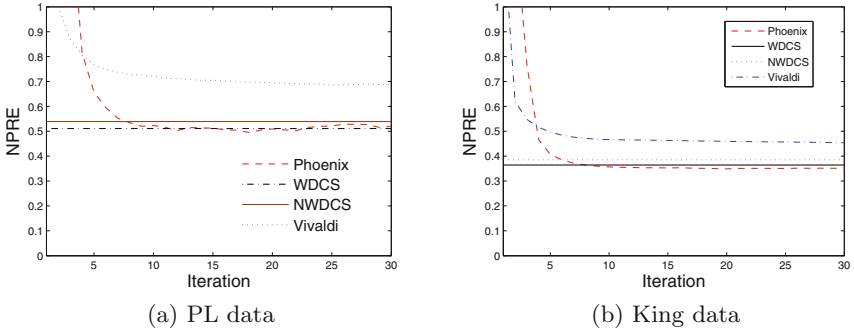 1
0.9
0.8
0.7
0.6
0.5
0.4
0.3
0.2
0.1
0
NPRE
5 10 15 20 25 30
Iteration
Phoenix
WDCS
NWDCS
Vivaldi
(a) PL data
1
0.9
0.8
0.7
0.6
0.5
0.4
0.3
0.2
0.1
0
NPRE
5 10 15 20 25 30
Iteration
Phoenix
WDCS
NWDCS
Vivaldi
(b) King data